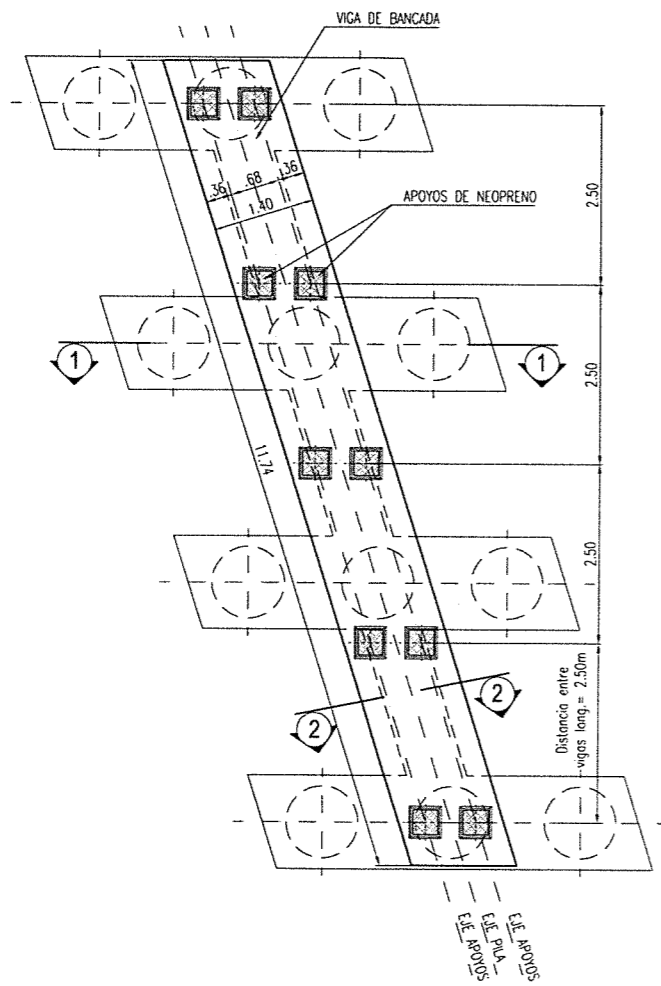 VIGA DE BANCADA
.36
.68
.36
1.40
APOYOS DE NEOPRENO
2.50
1
1
2.50
11.74
2.50
2
2
Distancia entre
vigas long.= 2.50m
EJE APOYOS
EJE PILA
EJE APOYOS